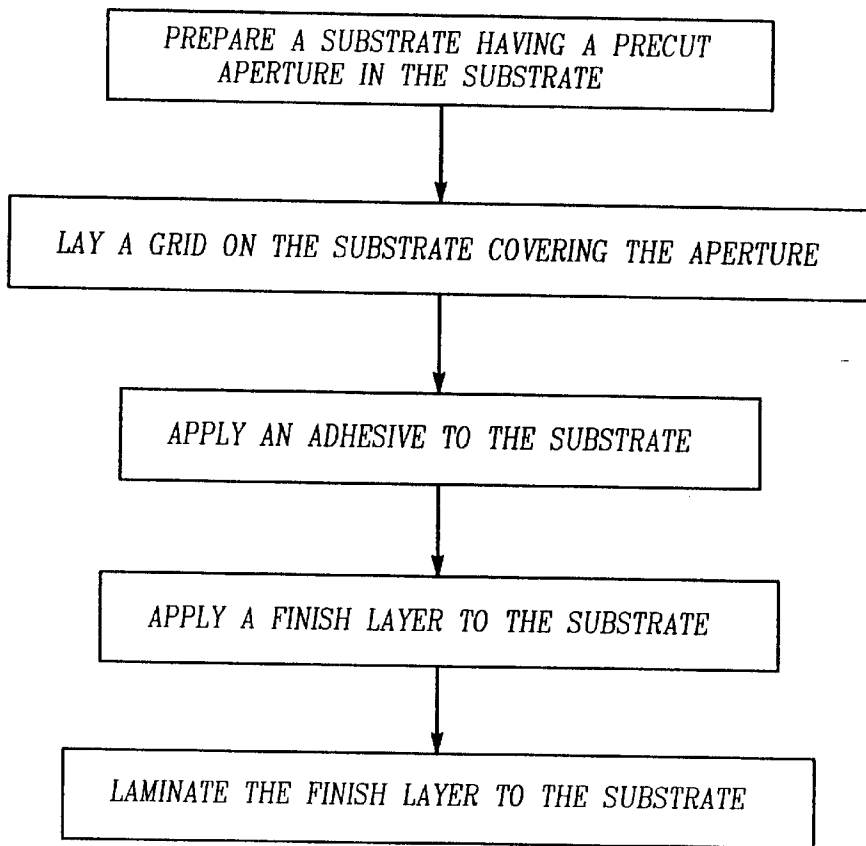 PREPARE A SUBSTRATE HAVING A PRECUT
APERTURE IN THE SUBSTRATE
LAY A GRID ON THE SUBSTRATE COVERING THE APERTURE
APPLY AN ADHESIVE TO THE SUBSTRATE
APPLY A FINISH LAYER TO THE SUBSTRATE
LAMINATE THE FINISH LAYER TO THE SUBSTRATE